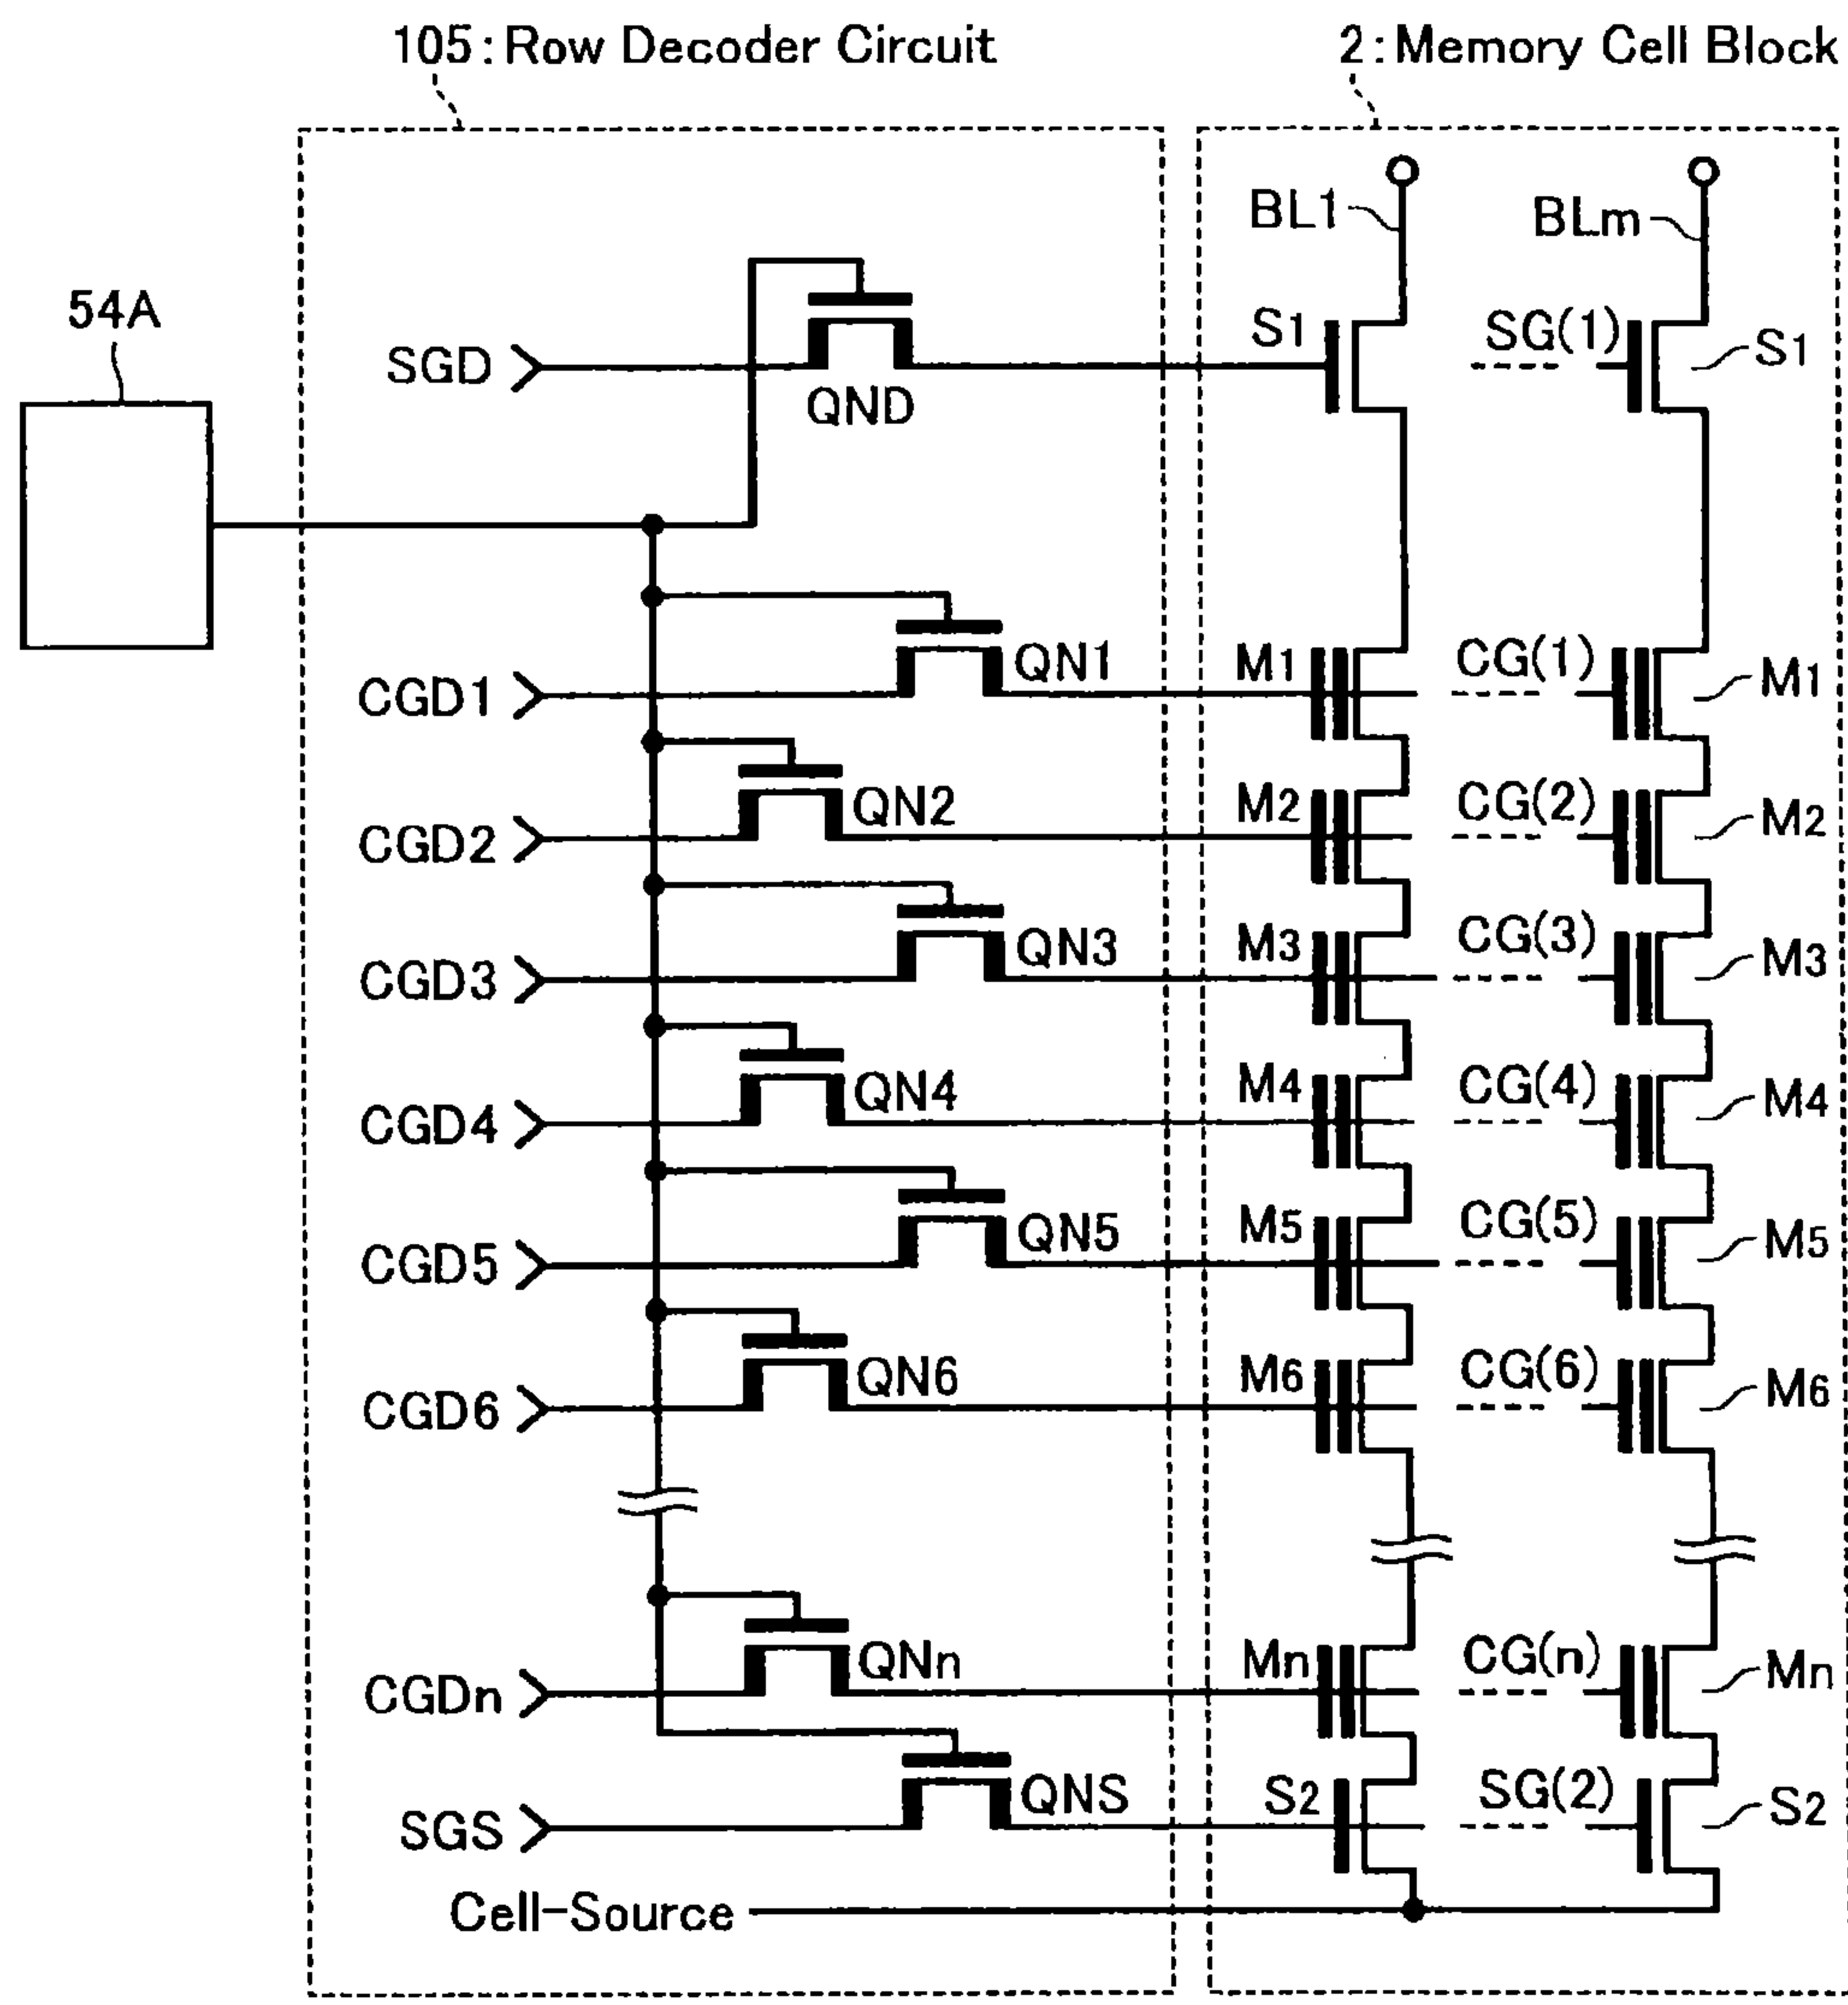 105:Row Decoder Circuit
2:Memory Cell Block
BL1
BLm
54A
S1
SG(1)
S1
SGD
QND
QN1
M1
CG(1)
M1
CGD1
QN2
M2
CG(2)
M2
CGD2
QN3
M3
CG(3)
M3
CGD3
QN4
M4
CG(4)
M4
CGD4
QN5
M5
CG(5)
M5
CGD5
QN6
M6
CG(6)
M6
CGD6
QNn
Mn
CG(n)
Mn
CGDn
QNS
S2
SG(2)
S2
SGS
Cell-Source